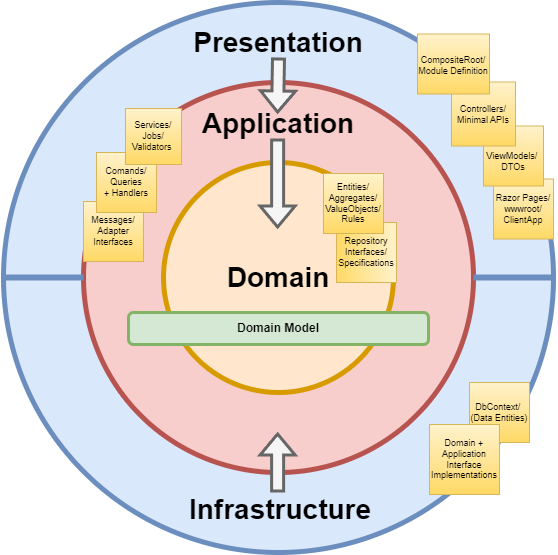 Presentation
CompositeRoot/
Module Definition
Controllers/
Minimal APIs
ViewModels/
DTOs
Razor Pages/
wwwroot/
ClientApp
Application
Services/
Jobs/
Validators
Comands/
Queries
+ Handlers
Messages/
Adapter
Interfaces
Entities/
Aggregates/
ValueObjects/
Rules
Repository
Interfaces/
Specifications
Domain
Domain Model
DbContext/
(Data Entities)
Domain +
Application
Interface
Implementations
Infrastructure